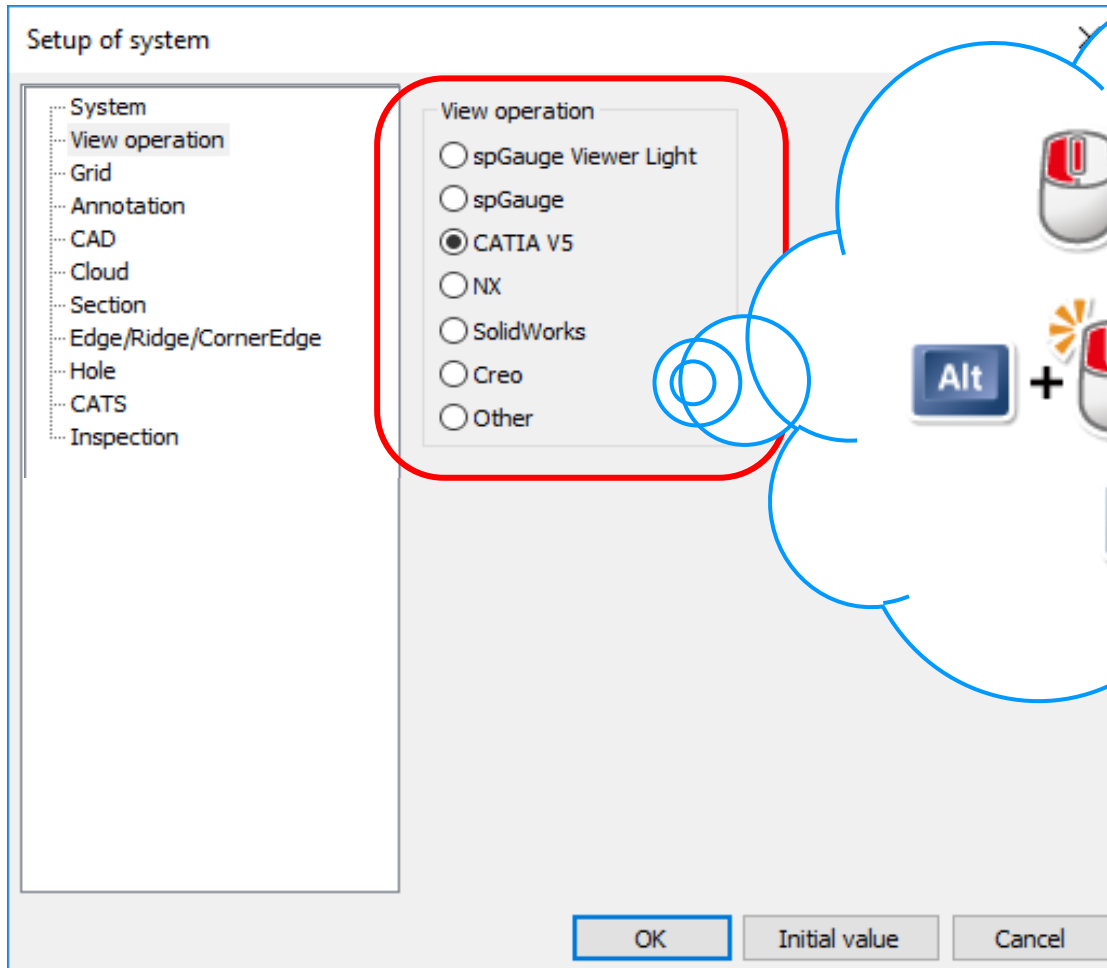 Setup of system
System
View operation
Grid
Annotation
CAD
Cloud
Section
Edge/Ridge/CornerEdge
Hole
CATS
Inspection
View operation
spGauge Viewer Light
spGauge
CATIA V5
NX
SolidWorks
Creo
Other
Alt +
OK
Initial value
Cancel